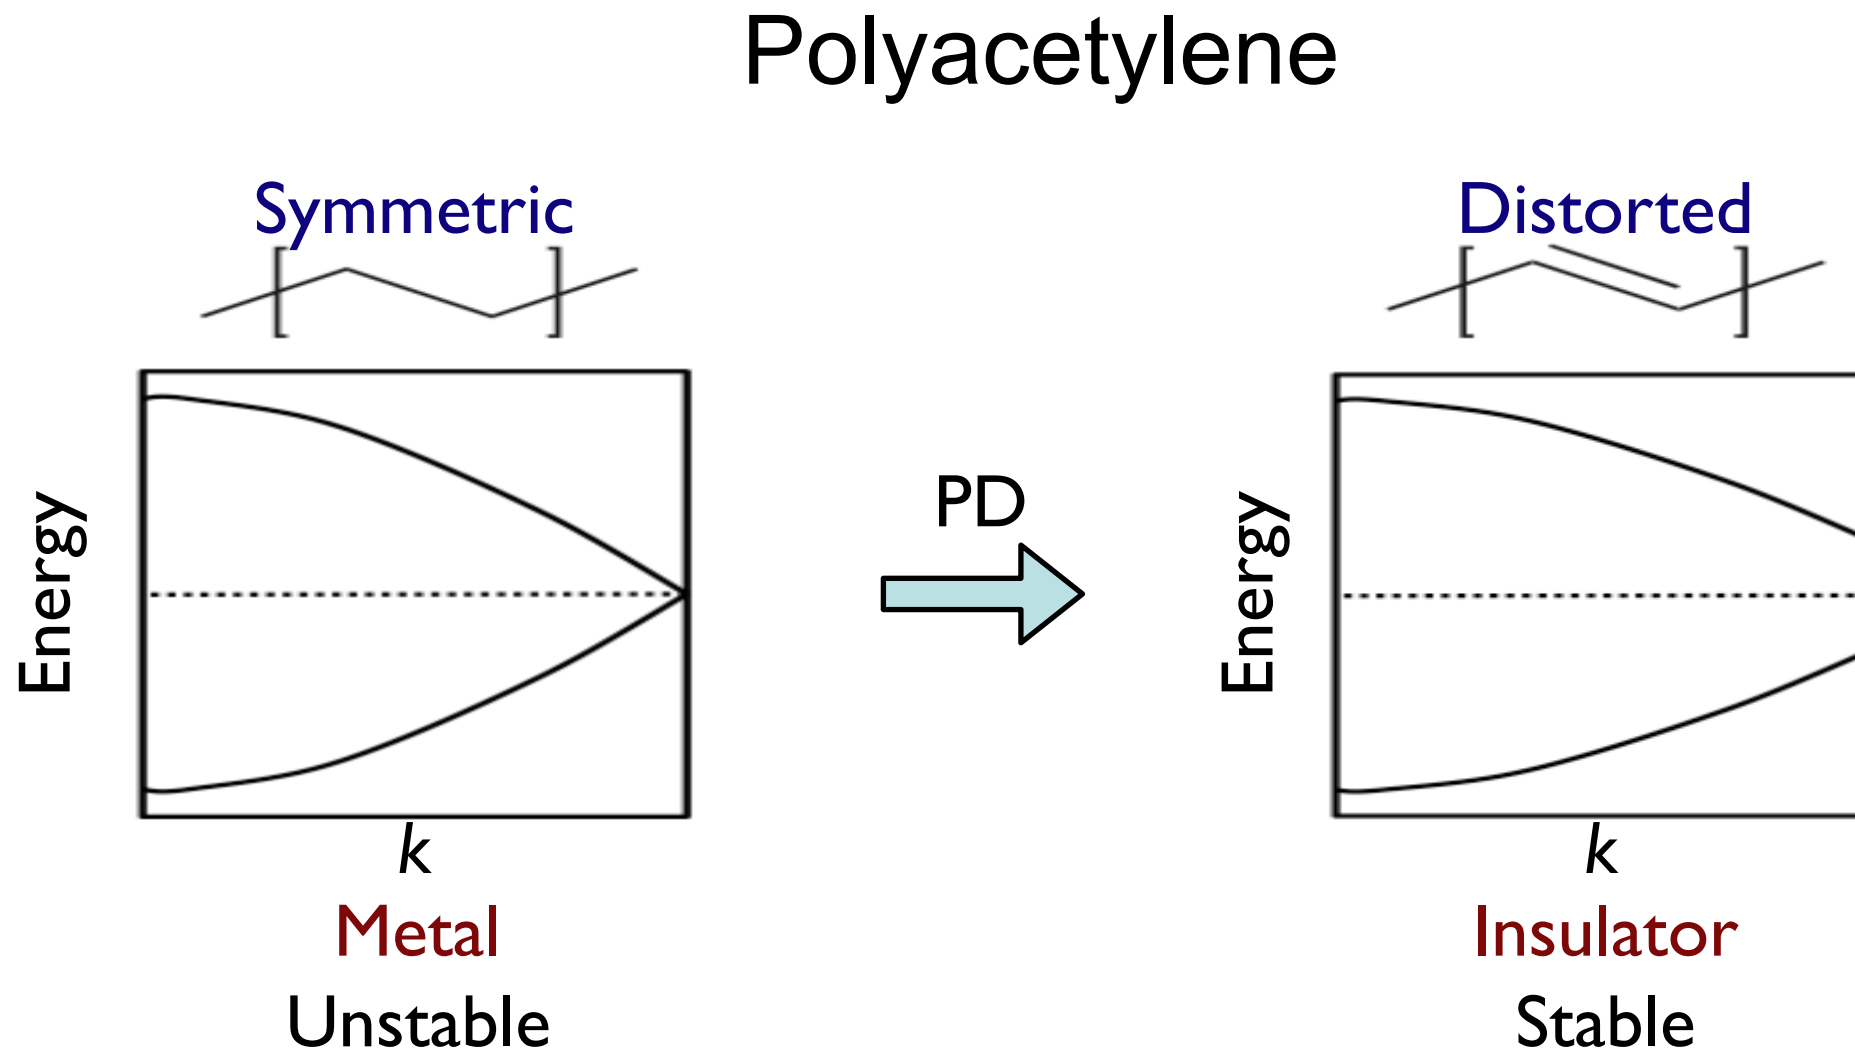 Polyacetylene
Symmetric
Distorted
Energy
PD
Energy
k
k
Metal
Insulator
Unstable
Stable